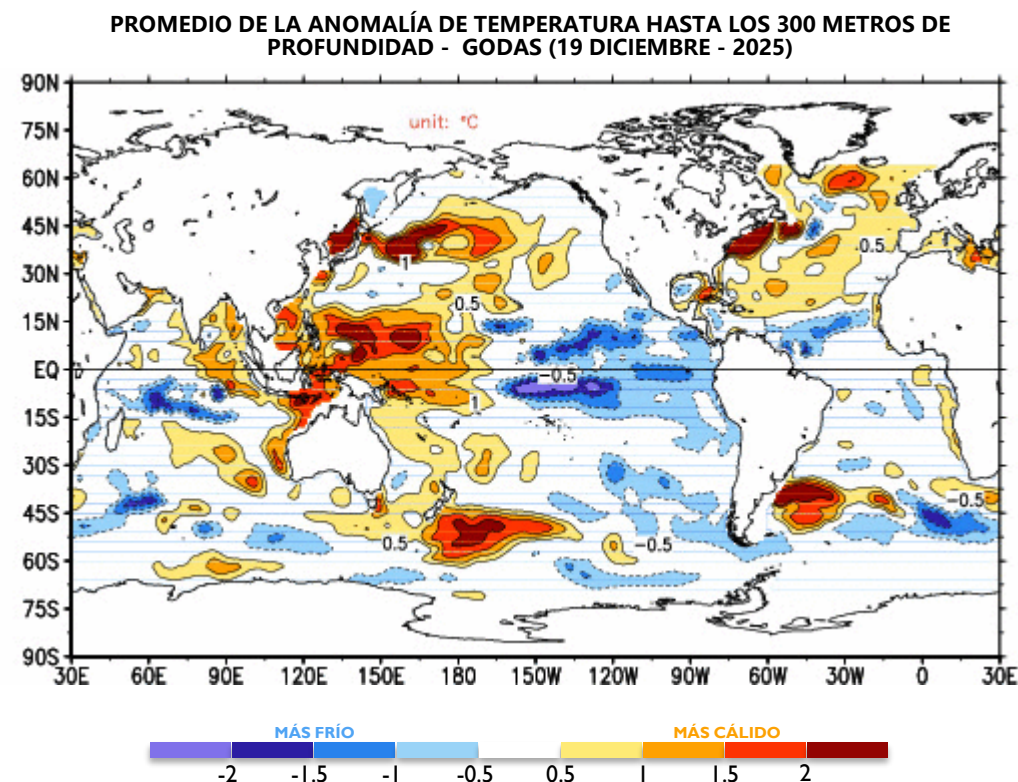 PROMEDIO DE LA ANOMALÍA DE TEMPERATURA HASTA LOS 300 METROS DE
PROFUNDIDAD - GODAS (19 DICIEMBRE - 2025)
90N
unit: °C
75N
60N
45N
0.5
1
30N
0.5
15N
EQ
-0.5
1
15S
30S
-0.5
45S
0.5
-0.5
60S
75S
90S
30E 60E 90E 120E 150E 180 150W 120W 90W 60W 30W 0 30E
MÁS FRÍO MÁS CÁLIDO
-2 -1.5 -1 -0.5 0.5 1 1.5 2